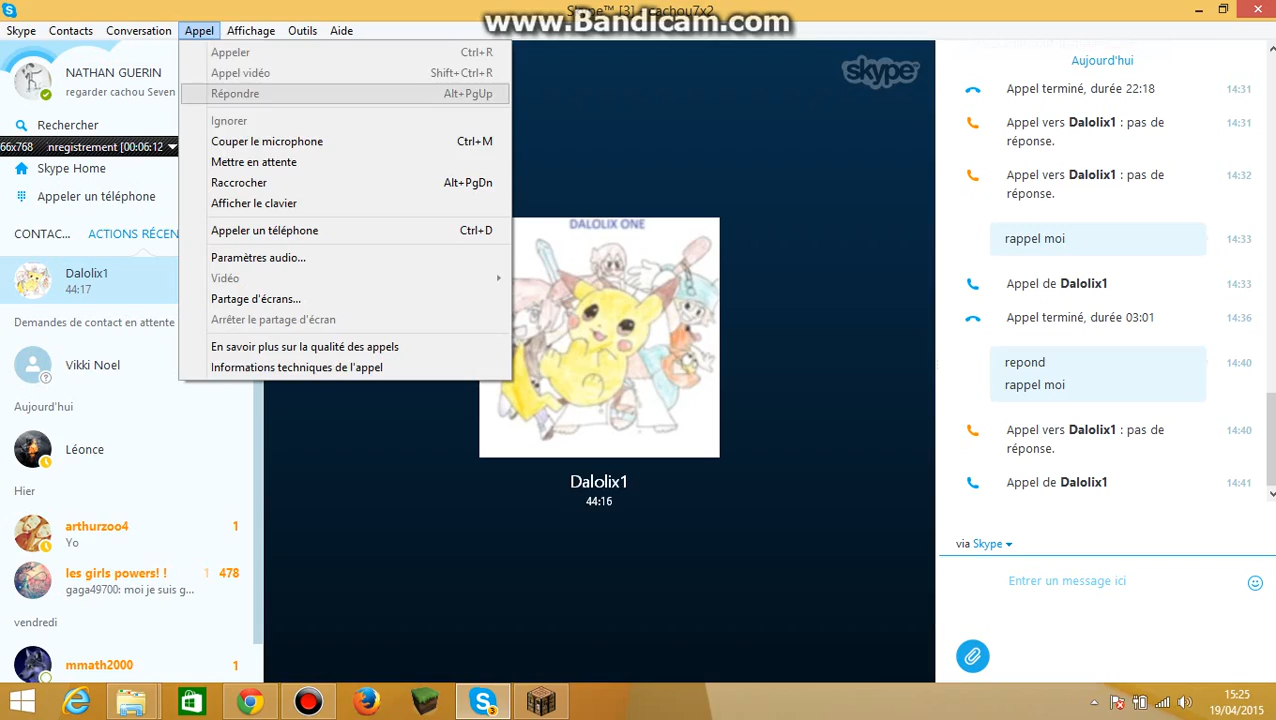 Skype™ [3] - cachou7x2
www.Bandicam.com
Skype Contacts Conversation Appel Affichage Outils Aide
NATHAN GUERIN
regarder cachou Seven
Rechercher
66x768 .nregistrement [00:06:12
Skype Home
Appeler un téléphone
CONTAC... ACTIONS RÉCEN
Dalolix1
44:17
Demandes de contact en attente
Vikki Noel
Aujourd'hui
Léonce
Hier
arthurzoo4 1
Yo
les girls powers! ! 1 478
gaga49700: moi je suis g...
vendredi
mmath2000 1
Appeler Ctrl+R
Appel vidéo Shift+Ctrl+R
Répondre Alt+PgUp
Ignorer
Couper le microphone Ctrl+M
Mettre en attente
Raccrocher Alt+PgDn
Afficher le clavier
Appeler un téléphone Ctrl+D
Paramètres audio...
Vidéo
Partage d'écrans...
Arrêter le partage d'écran
En savoir plus sur la qualité des appels
Informations techniques de l'appel
skype
DALOLIX ONE
Dalolix1
44:16
Aujourd'hui
Appel terminé, durée 22:18 14:31
Appel vers Dalolix1 : pas de 14:31
réponse.
Appel vers Dalolix1 : pas de 14:32
réponse.
rappel moi 14:33
Appel de Dalolix1 14:33
Appel terminé, durée 03:01 14:36
repond 14:40
rappel moi
Appel vers Dalolix1 : pas de 14:40
réponse.
Appel de Dalolix1 14:41
via Skype
Entrer un message ici
3
15:25
19/04/2015